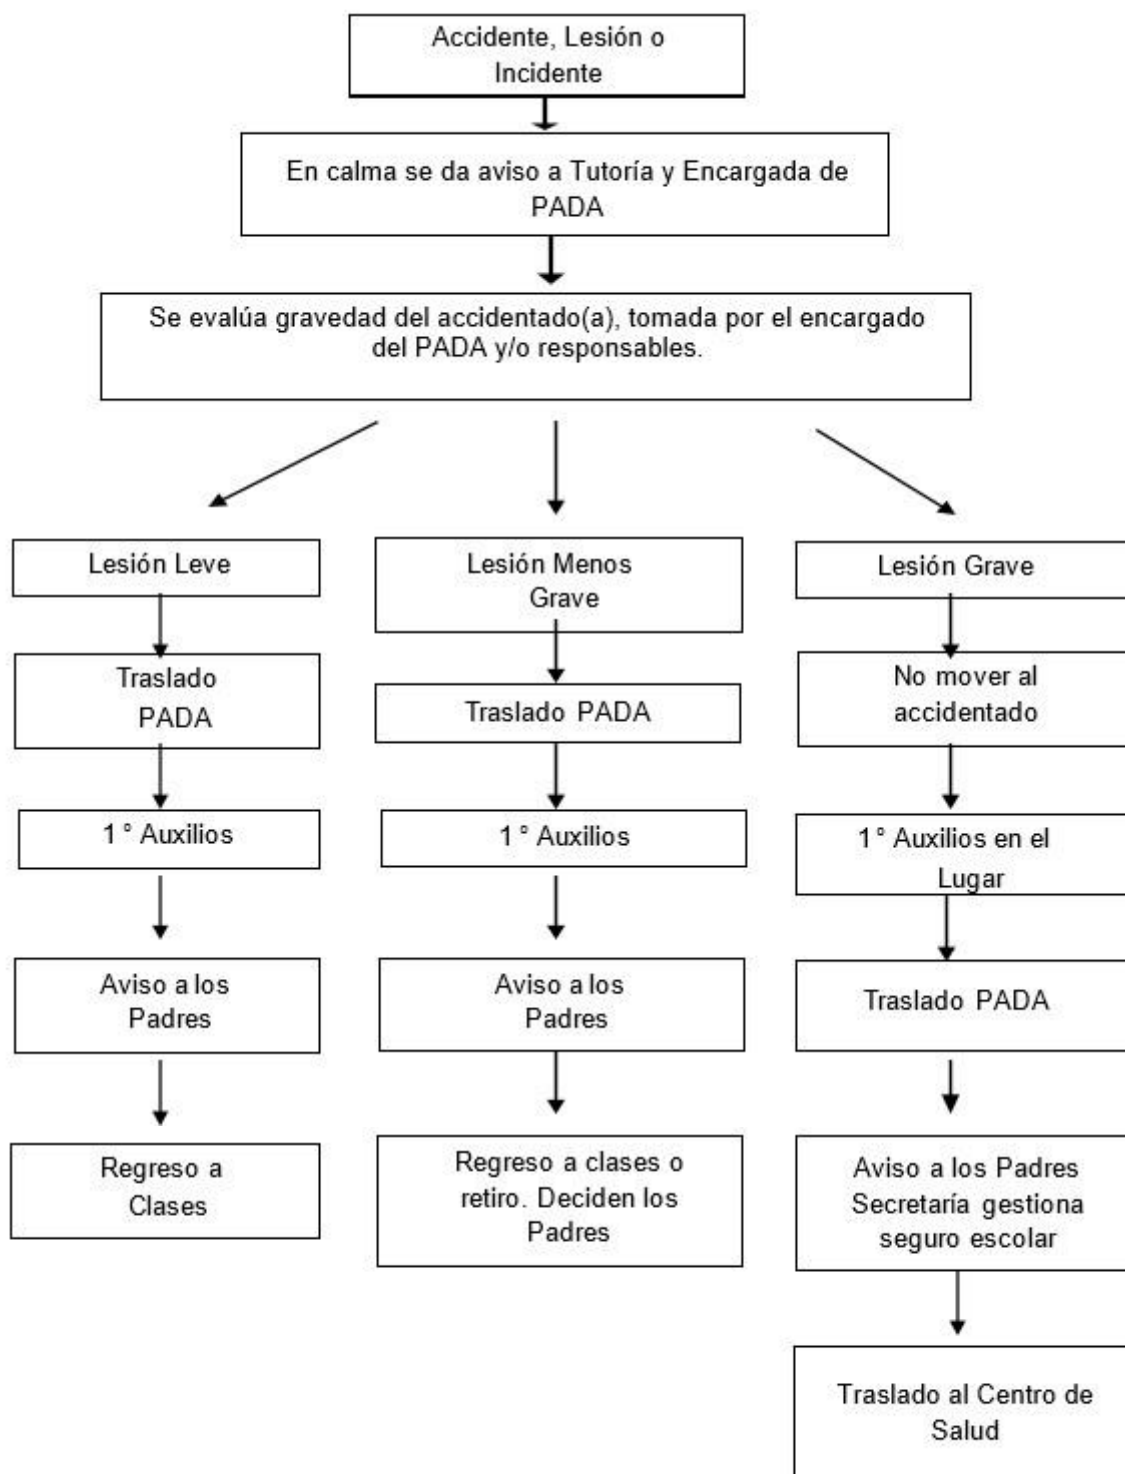 Accidente, Lesión o
Incidente
En calma se da aviso a Tutoría y Encargada de
PADA
Se evalúa gravedad del accidentado(a), tomada por el encargado
del PADA y/o responsables.
Lesión Leve
Traslado
PADA
1° Auxilios
Aviso a los
Padres
Regreso a
Clases
Lesión Menos
Grave
Traslado PADA
1° Auxilios
Aviso a los
Padres
Regreso a clases o
retiro. Deciden los
Padres
Lesión Grave
No mover al
accidentado
1° Auxilios en el
Lugar
Traslado PADA
Aviso a los Padres
Secretaría gestiona
seguro escolar
Traslado al Centro de
Salud